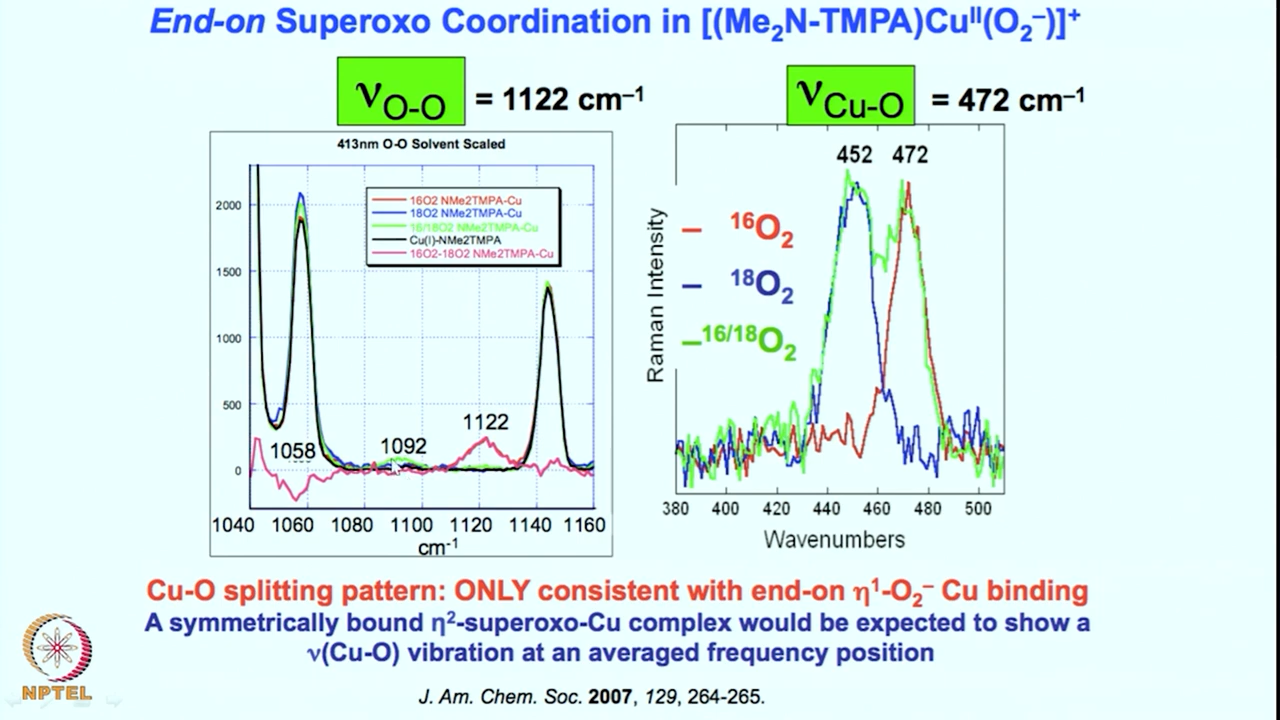 End-on Superoxo Coordination in [(Me₂N-TMPA)Cuᴵᴵ(O₂⁻)]⁺
νO-O = 1122 cm⁻¹
νCu-O = 472 cm⁻¹
413nm O-O Solvent Scaled
16O2 NMe2TMPA-Cu
18O2 NMe2TMPA-Cu
16/18O2 NMe2TMPA-Cu
Cu(I)-NMe2TMPA
16O2-18O2 NMe2TMPA-Cu
2000
1500
1000
500
0
1058
1092
1122
1040 1060 1080 1100 1120 1140 1160
cm⁻¹
452 472
– ¹⁶O₂
– ¹⁸O₂
– ¹⁶/¹⁸O₂
Raman Intensity
380 400 420 440 460 480 500
Wavenumbers
Cu-O splitting pattern: ONLY consistent with end-on η¹-O₂⁻ Cu binding
A symmetrically bound η²-superoxo-Cu complex would be expected to show a
ν(Cu-O) vibration at an averaged frequency position
J. Am. Chem. Soc. 2007, 129, 264-265.
NPTEL